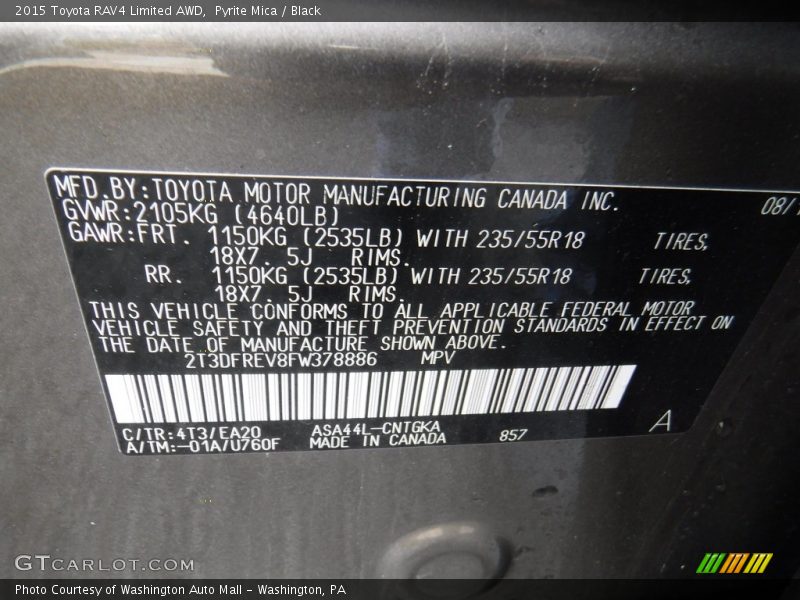 2015 Toyota RAV4 Limited AWD, Pyrite Mica / Black
MFD.BY:TOYOTA MOTOR MANUFACTURING CANADA INC. 08/
GVWR:2105KG (4640LB)
GAWR:FRT. 1150KG (2535LB) WITH 235/55R18 TIRES,
18X7. 5J RIMS.
RR. 1150KG (2535LB) WITH 235/55R18 TIRES,
18X7. 5J RIMS.
THIS VEHICLE CONFORMS TO ALL APPLICABLE FEDERAL MOTOR
VEHICLE SAFETY AND THEFT PREVENTION STANDARDS IN EFFECT ON
THE DATE OF MANUFACTURE SHOWN ABOVE.
2T3DFREV8FW378886 MPV
C/TR:4T3/EA20 ASA44L-CNTGKA A
A/TM:-01A/U760F MADE IN CANADA 857
GTCARLOT.COM
Photo Courtesy of Washington Auto Mall - Washington, PA